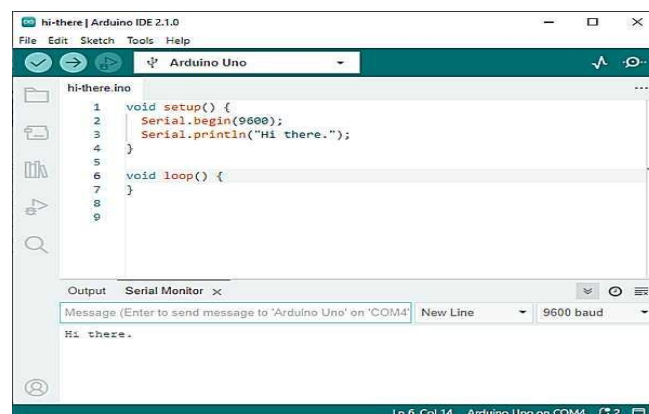 hi-there | Arduino IDE 2.1.0
File Edit Sketch Tools Help
Arduino Uno
hi-there.ino
1 void setup() {
2 Serial.begin(9600);
3 Serial.println("Hi there.");
4 }
5
6 void loop() {
7 }
8
9
Output Serial Monitor
Message (Enter to send message to 'Arduino Uno' on 'COM4' New Line 9600 baud
Hi there.
Ln 6, Col 14 Arduino Uno on COM4 2